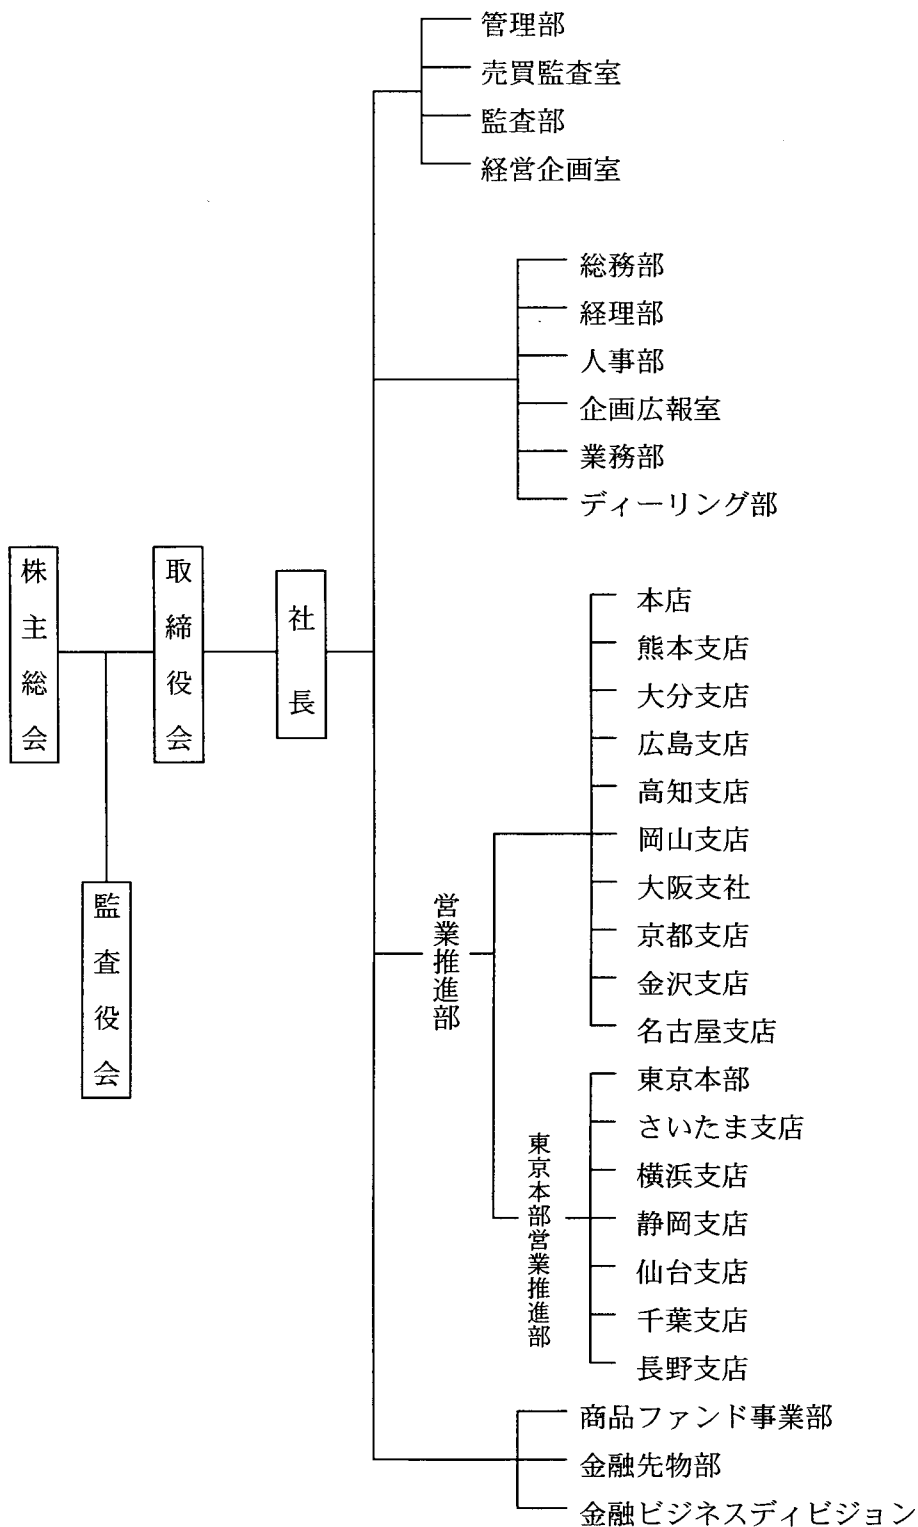 株主総会
取締役会
社長
監査役会
管理部
売買監査室
監査部
経営企画室
総務部
経理部
人事部
企画広報室
業務部
ディーリング部
営業推進部
本店
熊本支店
大分支店
広島支店
高知支店
岡山支店
大阪支社
京都支店
金沢支店
名古屋支店
東京本部営業推進部
東京本部
さいたま支店
横浜支店
静岡支店
仙台支店
千葉支店
長野支店
商品ファンド事業部
金融先物部
金融ビジネスディビジョン